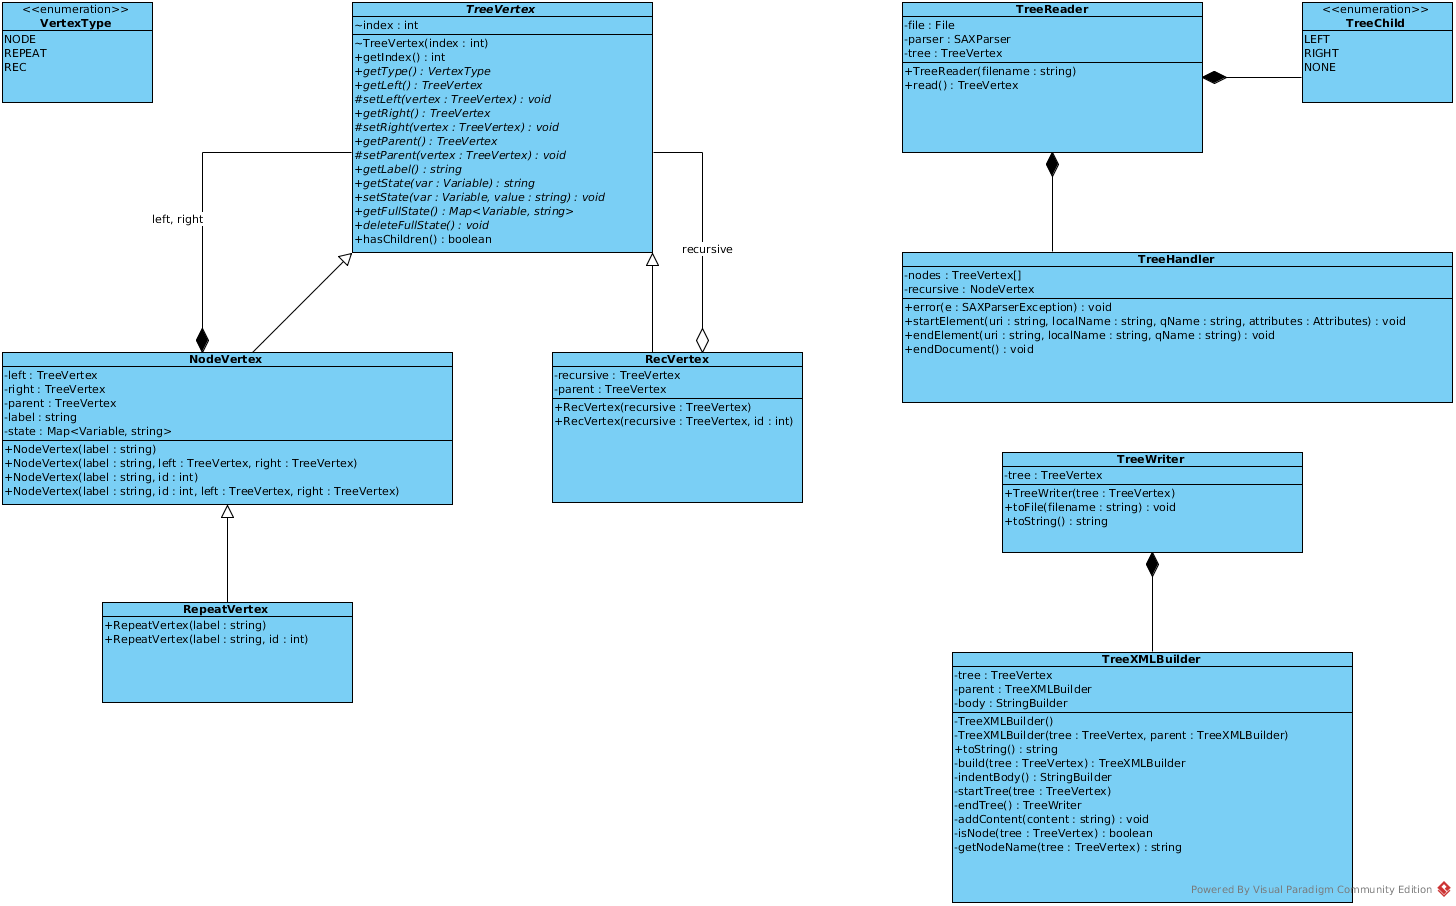 <<enumeration>>
VertexType
NODE
REPEAT
REC
TreeVertex
~index : int
~TreeVertex(index : int)
+getIndex() : int
+getType() : VertexType
+getLeft() : TreeVertex
#setLeft(vertex : TreeVertex) : void
+getRight() : TreeVertex
#setRight(vertex : TreeVertex) : void
+getParent() : TreeVertex
#setParent(vertex : TreeVertex) : void
+getLabel() : string
+getState(var : Variable) : string
+setState(var : Variable, value : string) : void
+getFullState() : Map<Variable, string>
+deleteFullState() : void
+hasChildren() : boolean
TreeReader
-file : File
-parser : SAXParser
-tree : TreeVertex
+TreeReader(filename : string)
+read() : TreeVertex
<<enumeration>>
TreeChild
LEFT
RIGHT
NONE
left, right
recursive
TreeHandler
-nodes : TreeVertex[]
-recursive : NodeVertex
+error(e : SAXParserException) : void
+startElement(uri : string, localName : string, qName : string, attributes : Attributes) : void
+endElement(uri : string, localName : string, qName : string) : void
+endDocument() : void
NodeVertex
-left : TreeVertex
-right : TreeVertex
-parent : TreeVertex
-label : string
-state : Map<Variable, string>
+NodeVertex(label : string)
+NodeVertex(label : string, left : TreeVertex, right : TreeVertex)
+NodeVertex(label : string, id : int)
+NodeVertex(label : string, id : int, left : TreeVertex, right : TreeVertex)
RecVertex
-recursive : TreeVertex
-parent : TreeVertex
+RecVertex(recursive : TreeVertex)
+RecVertex(recursive : TreeVertex, id : int)
TreeWriter
-tree : TreeVertex
+TreeWriter(tree : TreeVertex)
+toFile(filename : string) : void
+toString() : string
RepeatVertex
+RepeatVertex(label : string)
+RepeatVertex(label : string, id : int)
TreeXMLBuilder
-tree : TreeVertex
-parent : TreeXMLBuilder
-body : StringBuilder
-TreeXMLBuilder()
-TreeXMLBuilder(tree : TreeVertex, parent : TreeXMLBuilder)
+toString() : string
-build(tree : TreeVertex) : TreeXMLBuilder
-indentBody() : StringBuilder
-startTree(tree : TreeVertex)
-endTree() : TreeWriter
-addContent(content : string) : void
-isNode(tree : TreeVertex) : boolean
-getNodeName(tree : TreeVertex) : string
Powered By Visual Paradigm Community Edition